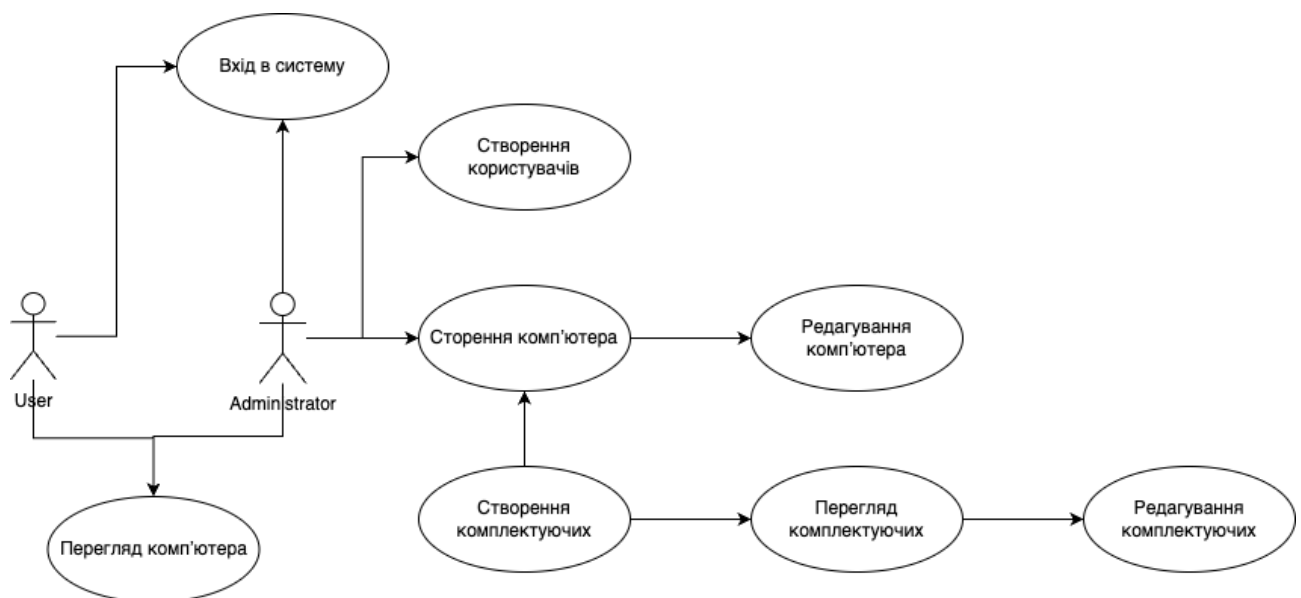 Вхід в систему
Створення
користувачів
Сторення комп'ютера
Редагування
комп'ютера
User
Administrator
Створення
комплектуючих
Перегляд
комплектуючих
Редагування
комплектуючих
Перегляд комп'ютера